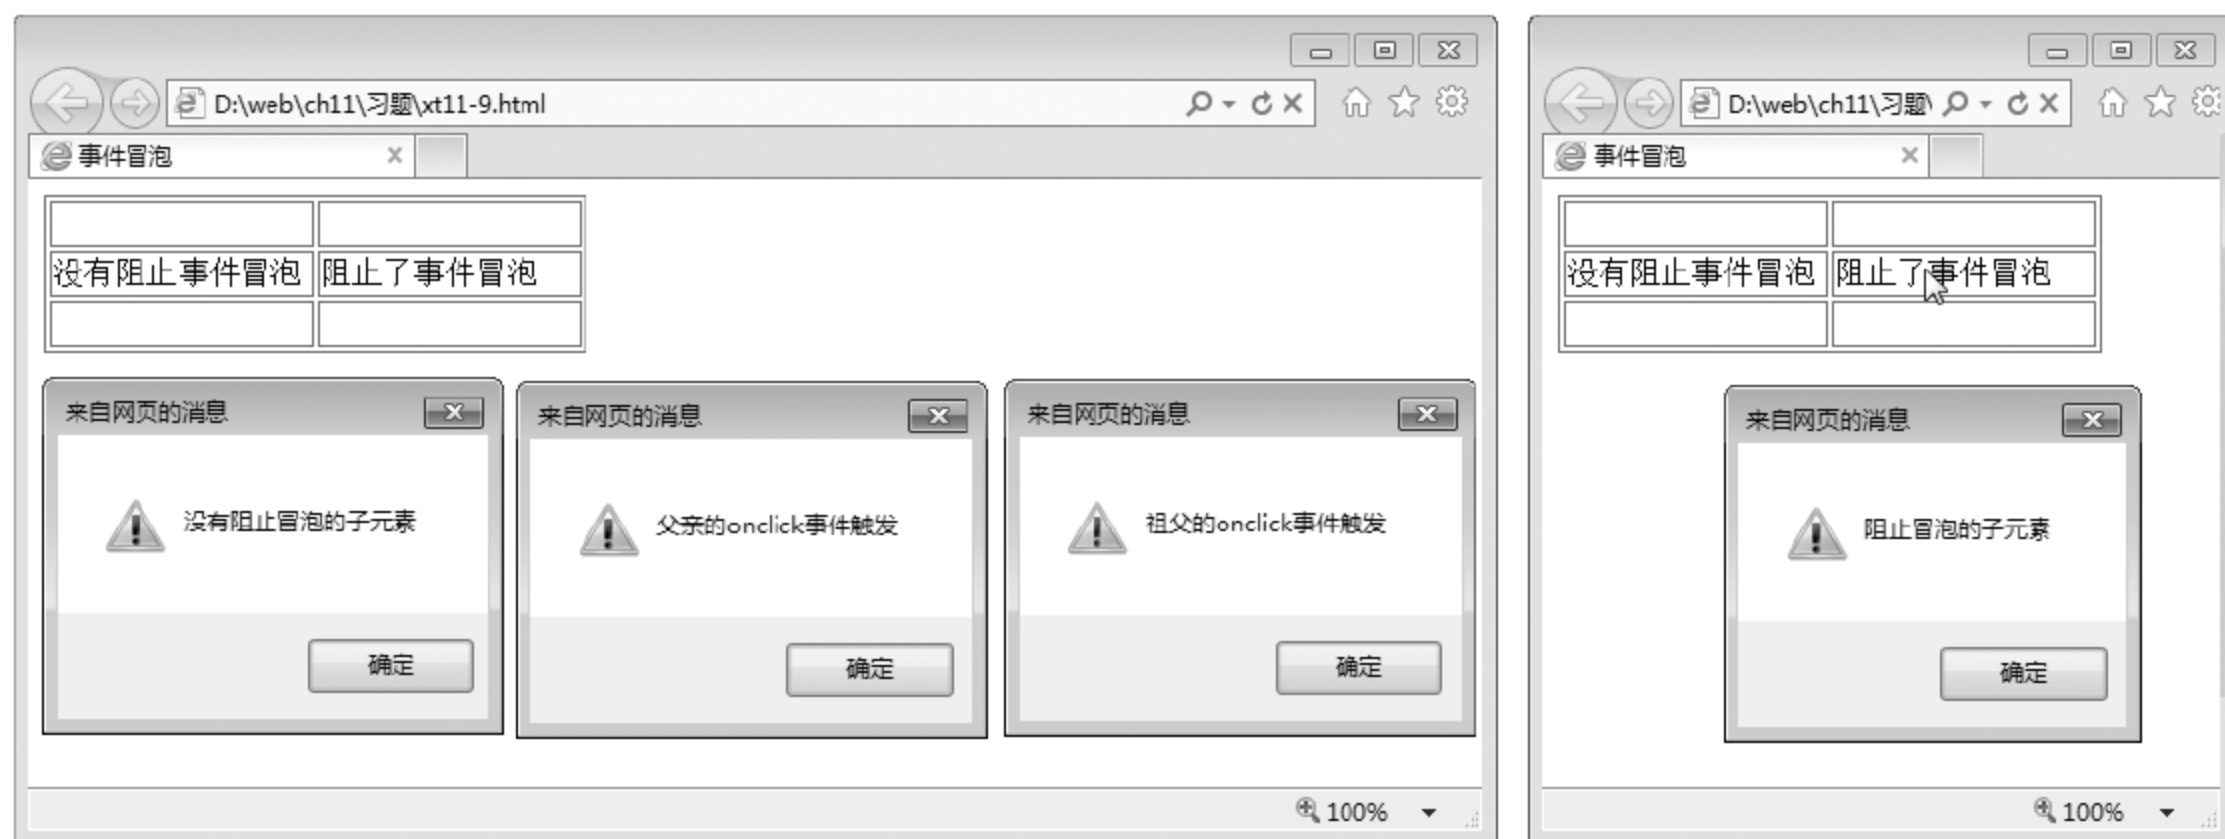 D:\web\ch11\习题\xt11-9.html
事件冒泡
没有阻止事件冒泡 阻止了事件冒泡
来自网页的消息
没有阻止冒泡的子元素
确定
来自网页的消息
父亲的onclick事件触发
确定
来自网页的消息
祖父的onclick事件触发
确定
100%
D:\web\ch11\习题\
事件冒泡
没有阻止事件冒泡 阻止了事件冒泡
来自网页的消息
阻止冒泡的子元素
确定
100%